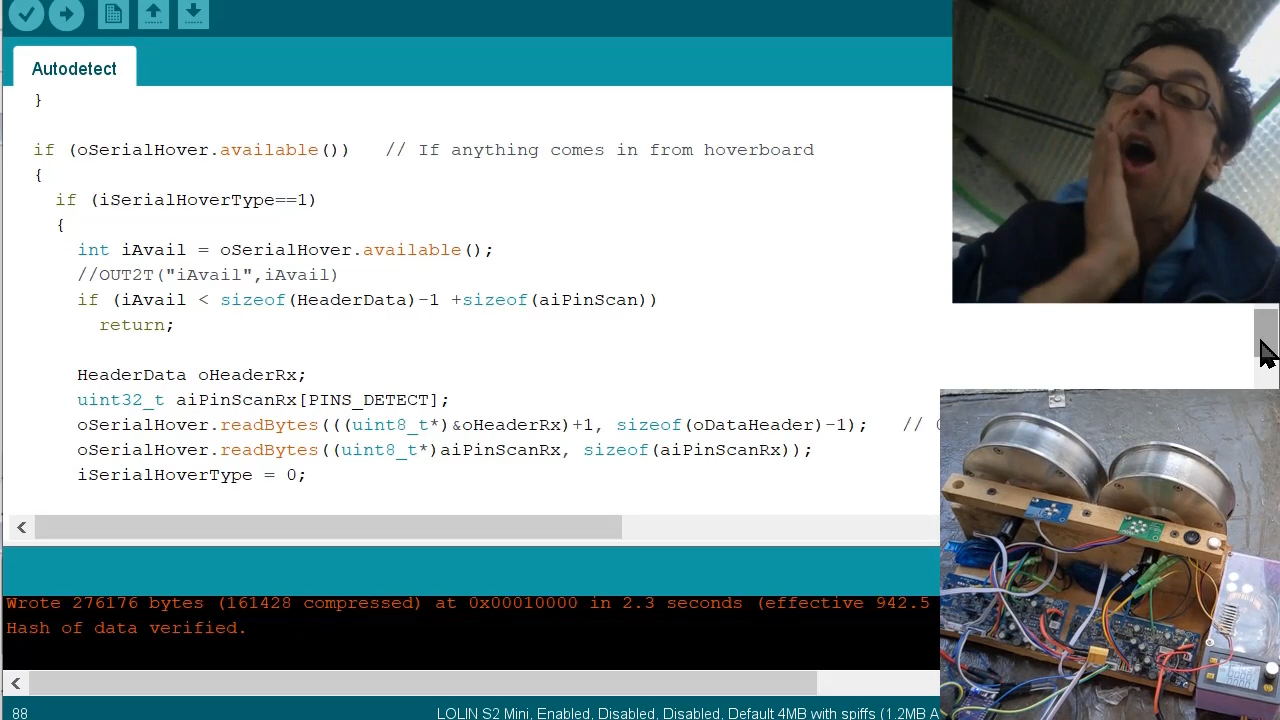 Autodetect
}
if (oSerialHover.available())   // If anything comes in from hoverboard
{
if (iSerialHoverType==1)
{
int iAvail = oSerialHover.available();
//OUT2T("iAvail",iAvail)
if (iAvail < sizeof(HeaderData)-1 +sizeof(aiPinScan))
return;
HeaderData oHeaderRx;
uint32_t aiPinScanRx[PINS_DETECT];
oSerialHover.readBytes(((uint8_t*)&oHeaderRx)+1, sizeof(oDataHeader)-1);   //
oSerialHover.readBytes((uint8_t*)aiPinScanRx, sizeof(aiPinScanRx));
iSerialHoverType = 0;
Wrote 276176 bytes (161428 compressed) at 0x00010000 in 2.3 seconds (effective 942.5
Hash of data verified.
88
LOLIN S2 Mini, Enabled, Disabled, Disabled, Default 4MB with spiffs (1.2MB A